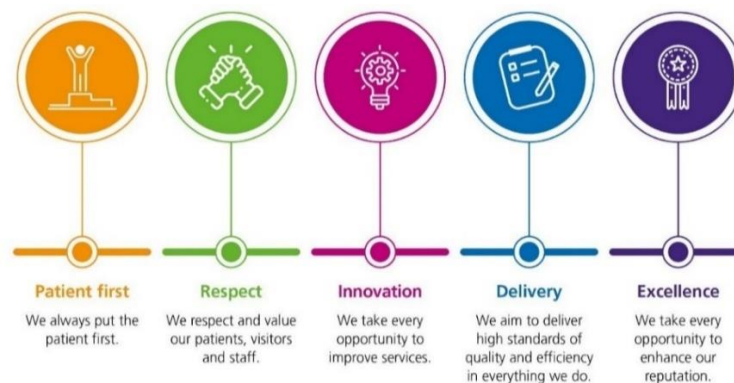 Patient first
We always put the
patient first.
Respect
We respect and value
our patients, visitors
and staff.
Innovation
We take every
opportunity to
improve services.
Delivery
We aim to deliver
high standards of
quality and efficiency
in everything we do.
Excellence
We take every
opportunity to
enhance our
reputation.